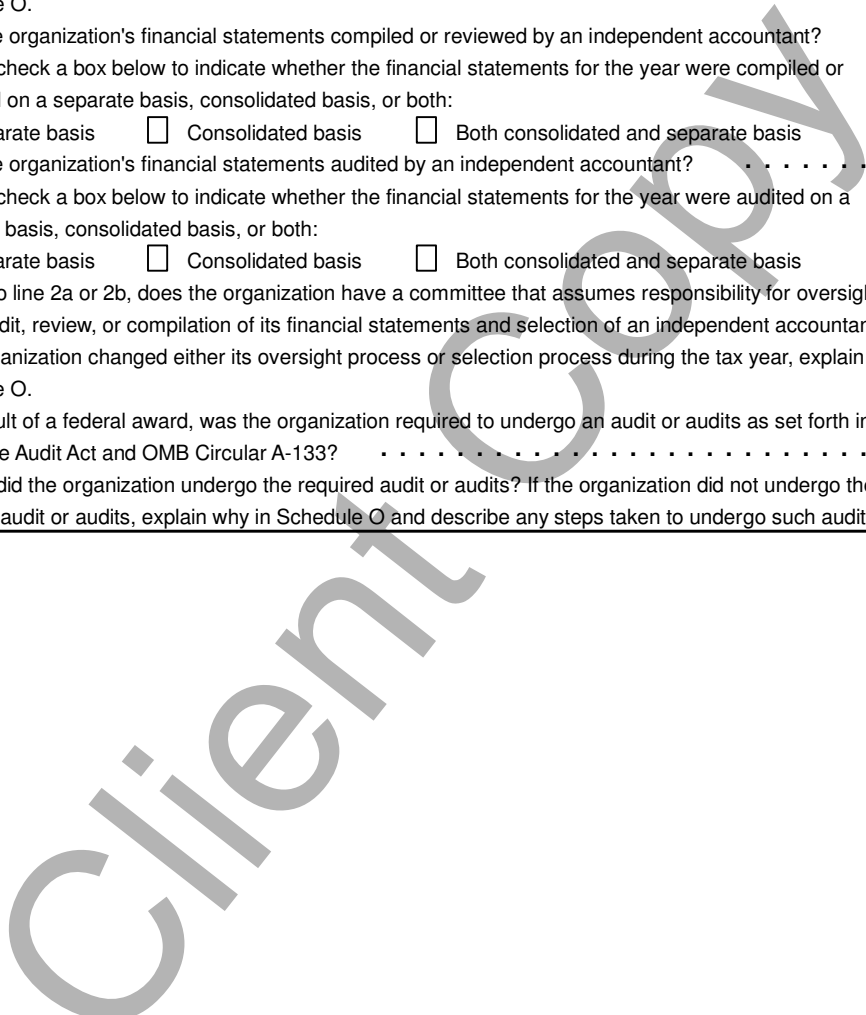 e O.
e organization's financial statements compiled or reviewed by an independent accountant?
check a box below to indicate whether the financial statements for the year were compiled or
on a separate basis, consolidated basis, or both:
arate basis ☐ Consolidated basis ☐ Both consolidated and separate basis
e organization's financial statements audited by an independent accountant? . . . . . . .
check a box below to indicate whether the financial statements for the year were audited on a
basis, consolidated basis, or both:
arate basis ☐ Consolidated basis ☐ Both consolidated and separate basis
o line 2a or 2b, does the organization have a committee that assumes responsibility for oversigh
dit, review, or compilation of its financial statements and selection of an independent accountan
anization changed either its oversight process or selection process during the tax year, explain
e O.
ult of a federal award, was the organization required to undergo an audit or audits as set forth in
e Audit Act and OMB Circular A-133? . . . . . . . . . . . . . . . . . . . . . . . . . .
did the organization undergo the required audit or audits? If the organization did not undergo the
audit or audits, explain why in Schedule O and describe any steps taken to undergo such audit
Client Copy